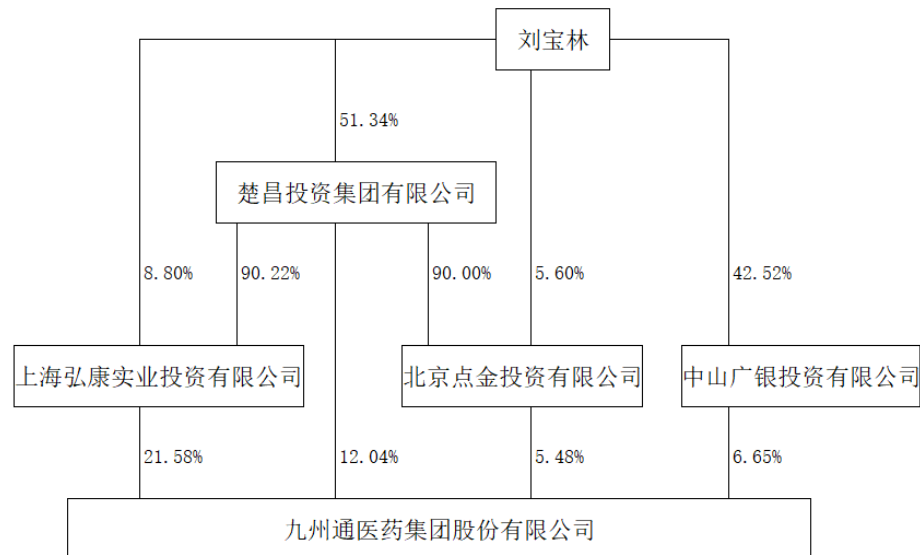 刘宝林
51.34%
楚昌投资集团有限公司
8.80%
90.22%
90.00%
5.60%
42.52%
上海弘康实业投资有限公司
北京点金投资有限公司
中山广银投资有限公司
21.58%
12.04%
5.48%
6.65%
九州通医药集团股份有限公司